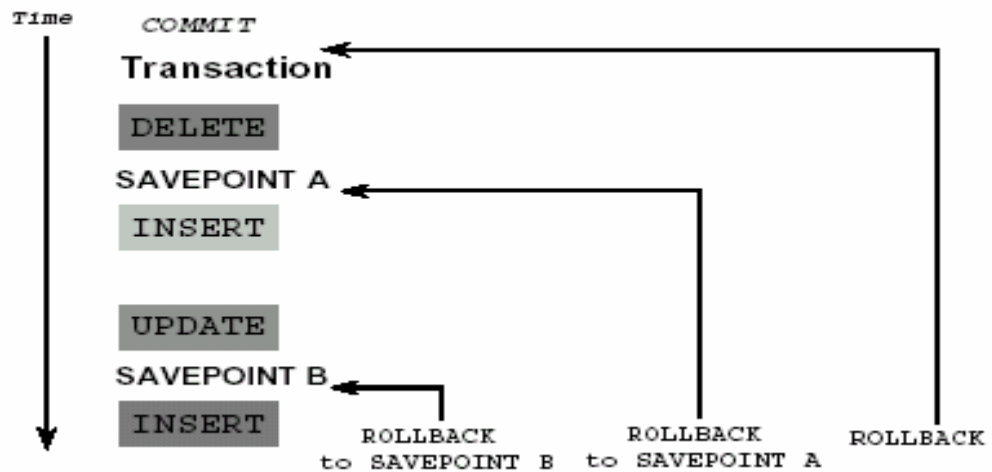 Time
COMMIT
Transaction
DELETE
SAVEPOINT A
INSERT
UPDATE
SAVEPOINT B
INSERT
ROLLBACK
to SAVEPOINT B
ROLLBACK
to SAVEPOINT A
ROLLBACK